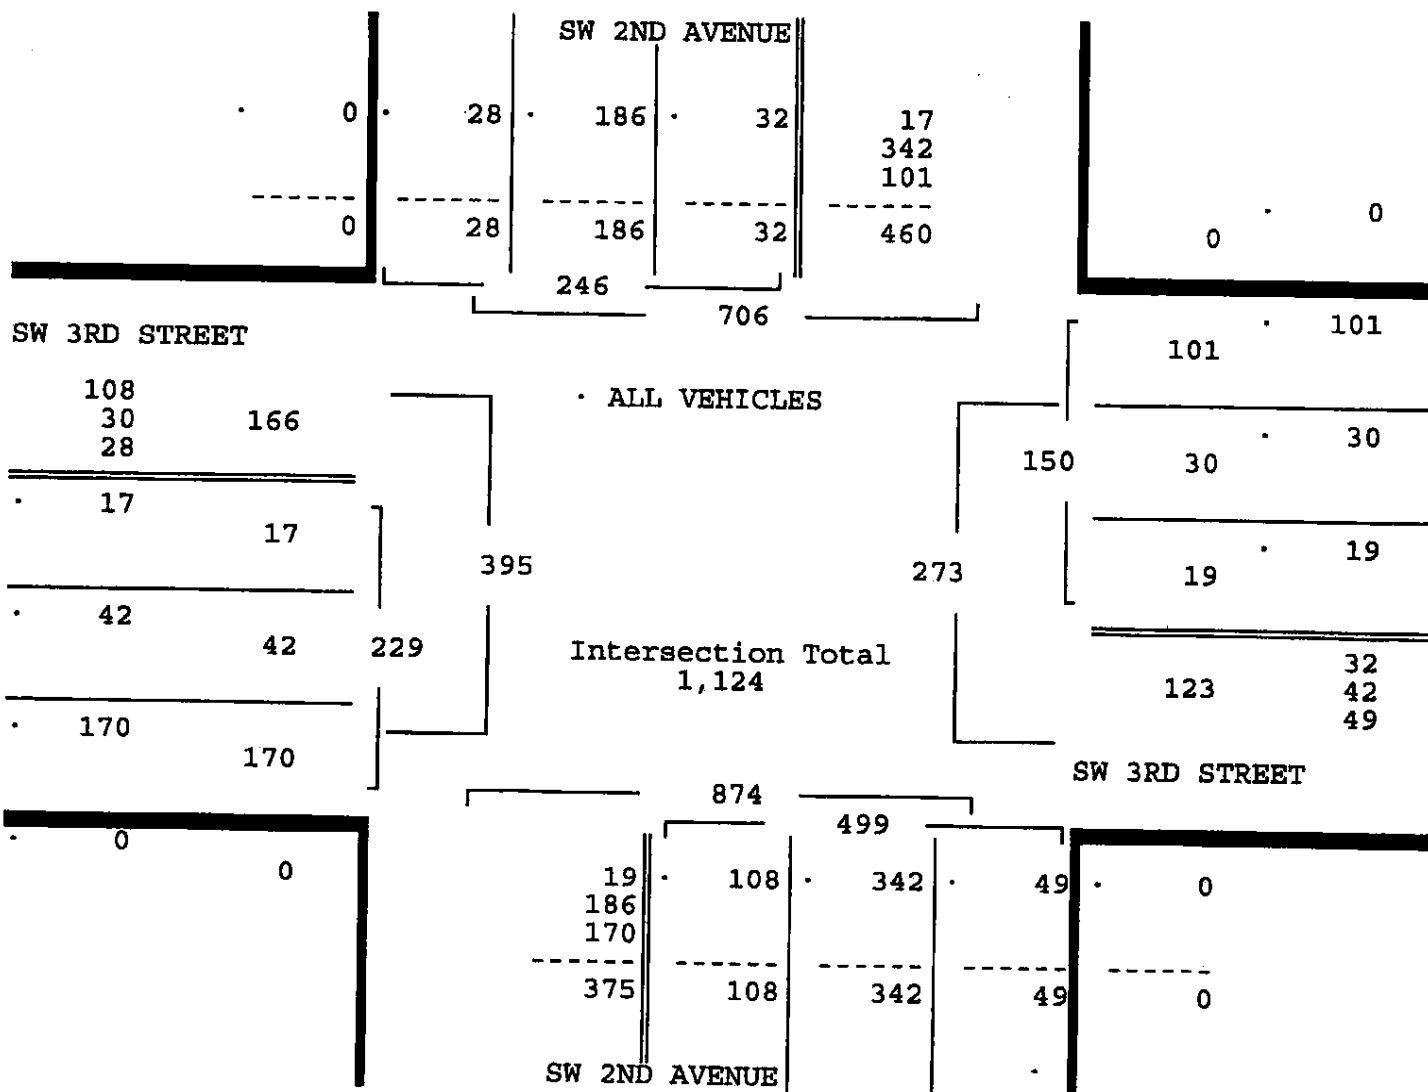 SW 2ND AVENUE
· 0 · 28 · 186 · 32 17
342
101
------ ------ ------ ------ ------
0 28 186 32 460
· 0
0
246
706
SW 3RD STREET
· 101
101
108
30 166
28
· ALL VEHICLES
· 30
150 30
· 17
17
395
273
· 19
19
· 42
42 229
Intersection Total
1,124
32
123 42
49
· 170
170
SW 3RD STREET
874
499
· 0
0
19 · 108 · 342 · 49 · 0
186
170
------ ------ ------ ------ ------
375 108 342 49 0
SW 2ND AVENUE